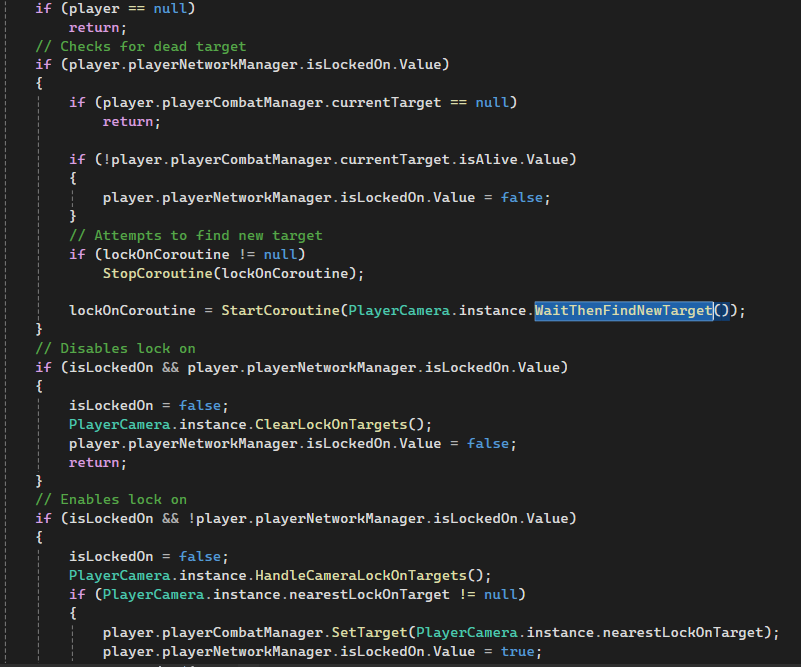 if (player == null)
return;
// Checks for dead target
if (player.playerNetworkManager.isLockedOn.Value)
{
if (player.playerCombatManager.currentTarget == null)
return;
if (!player.playerCombatManager.currentTarget.isAlive.Value)
{
player.playerNetworkManager.isLockedOn.Value = false;
}
// Attempts to find new target
if (lockOnCoroutine != null)
StopCoroutine(lockOnCoroutine);
lockOnCoroutine = StartCoroutine(PlayerCamera.instance.WaitThenFindNewTarget());
}
// Disables lock on
if (isLockedOn && player.playerNetworkManager.isLockedOn.Value)
{
isLockedOn = false;
PlayerCamera.instance.ClearLockOnTargets();
player.playerNetworkManager.isLockedOn.Value = false;
return;
}
// Enables lock on
if (isLockedOn && !player.playerNetworkManager.isLockedOn.Value)
{
isLockedOn = false;
PlayerCamera.instance.HandleCameraLockOnTargets();
if (PlayerCamera.instance.nearestLockOnTarget != null)
{
player.playerCombatManager.SetTarget(PlayerCamera.instance.nearestLockOnTarget);
player.playerNetworkManager.isLockedOn.Value = true;